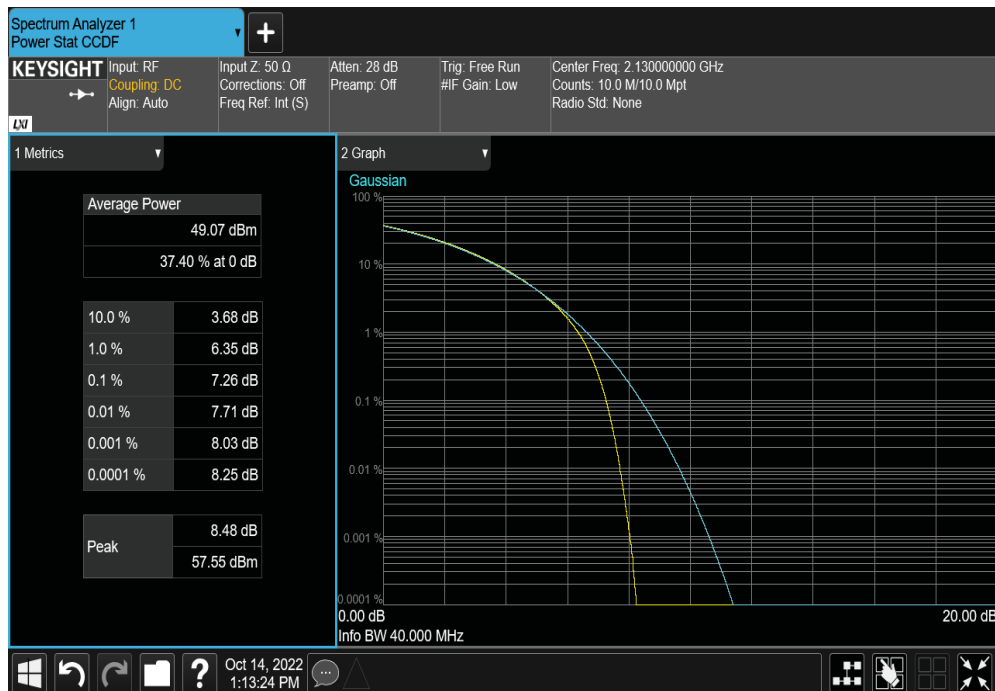 Spectrum Analyzer 1
Power Stat CCDF
+
KEYSIGHT
LXI
Input: RF
Coupling: DC
Align: Auto
Input Z: 50 Ω
Corrections: Off
Freq Ref: Int (S)
Atten: 28 dB
Preamp: Off
Trig: Free Run
#IF Gain: Low
Center Freq: 2.130000000 GHz
Counts: 10.0 M/10.0 Mpt
Radio Std: None
1 Metrics
Average Power
49.07 dBm
37.40 % at 0 dB
10.0 % 3.68 dB
1.0 % 6.35 dB
0.1 % 7.26 dB
0.01 % 7.71 dB
0.001 % 8.03 dB
0.0001 % 8.25 dB
Peak
8.48 dB
57.55 dBm
2 Graph
Gaussian
100 %
10 %
1 %
0.1 %
0.01 %
0.001 %
0.0001 %
0.00 dB 20.00 dB
Info BW 40.000 MHz
?
Oct 14, 2022
1:13:24 PM